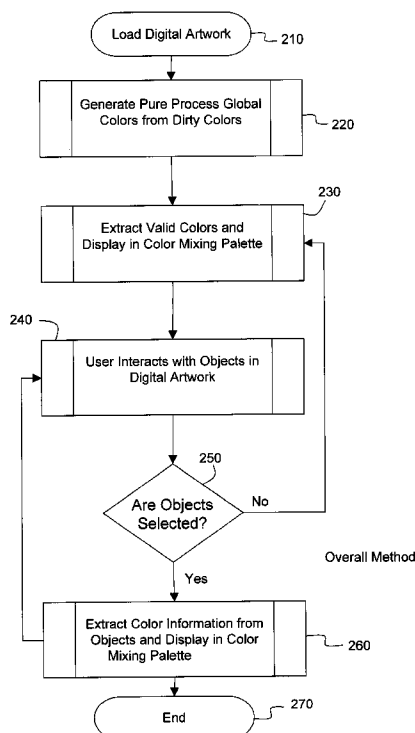 Load Digital Artwork
210
Generate Pure Process Global
Colors from Dirty Colors
220
230
Extract Valid Colors and
Display in Color Mixing Palette
240
User Interacts with Objects in
Digital Artwork
250
Are Objects
Selected?
No
Overall Method
Yes
Extract Color Information from
Objects and Display in Color
Mixing Palette
260
End
270